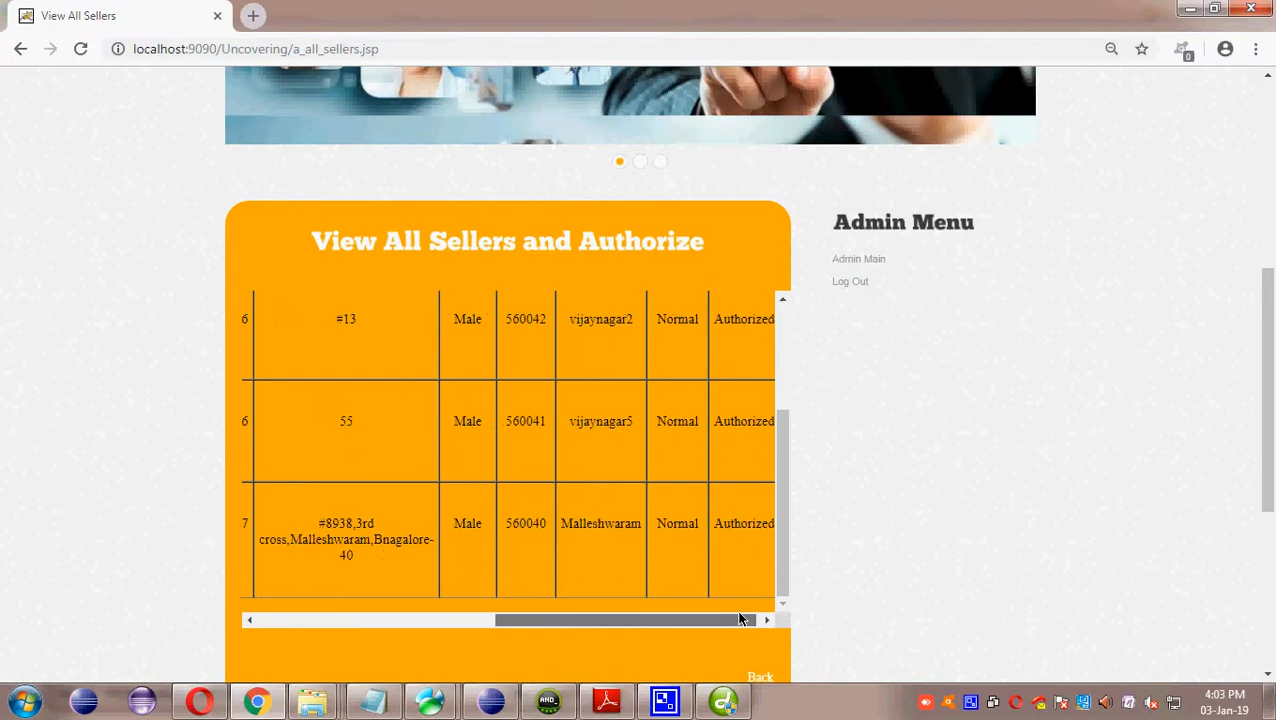 View All Sellers
localhost:9090/Uncovering/a_all_sellers.jsp
0
View All Sellers and Authorize
6 #13 Male 560042 vijaynagar2 Normal Authorized
6 55 Male 560041 vijaynagar5 Normal Authorized
7 #8938,3rd cross,Malleshwaram,Bnagalore-40 Male 560040 Malleshwaram Normal Authorized
Back
Admin Menu
Admin Main
Log Out
AND_
4:03 PM
03-Jan-19